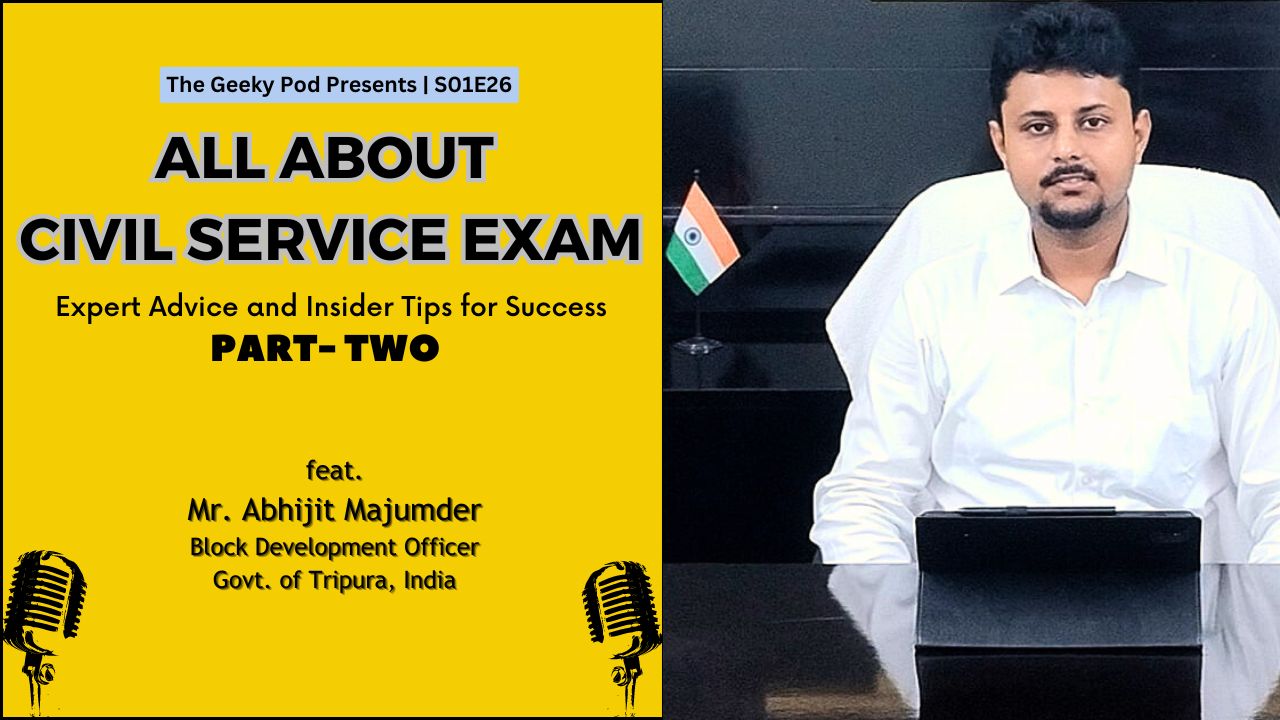 The Geeky Pod Presents | S01E26
ALL ABOUT
CIVIL SERVICE EXAM
Expert Advice and Insider Tips for Success
PART- TWO
feat.
Mr. Abhijit Majumder
Block Development Officer
Govt. of Tripura, India